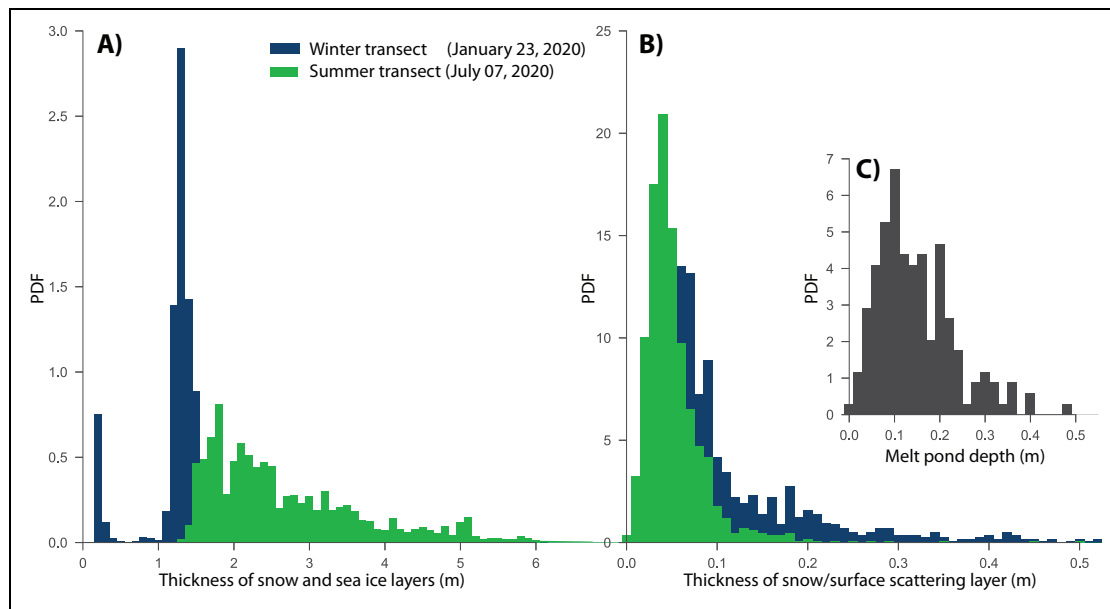 A)
Winter transect (January 23, 2020)
Summer transect (July 07, 2020)
3.0
2.5
2.0
1.5
1.0
0.5
0.0
PDF
0 1 2 3 4 5 6
Thickness of snow and sea ice layers (m)
B)
25
20
15
10
5
0
PDF
0.0 0.1 0.2 0.3 0.4 0.5
Thickness of snow/surface scattering layer (m)
C)
7
6
5
4
3
2
1
0
PDF
0.0 0.1 0.2 0.3 0.4 0.5
Melt pond depth (m)